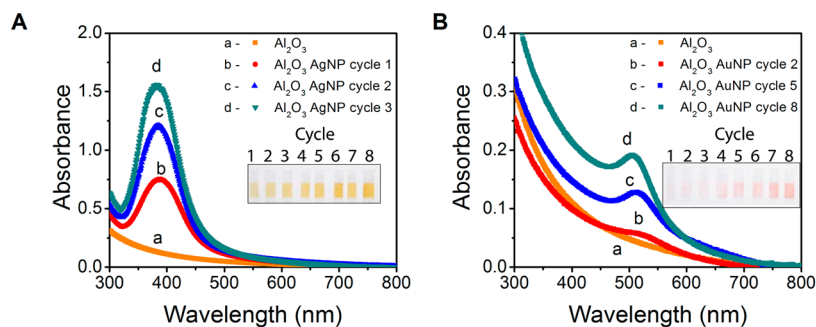 A
2.0
1.5
1.0
0.5
0.0
Absorbance
a - Al₂O₃
b - Al₂O₃ AgNP cycle 1
c - Al₂O₃ AgNP cycle 2
d - Al₂O₃ AgNP cycle 3
d
c
b
a
Cycle
1 2 3 4 5 6 7 8
300 400 500 600 700 800
Wavelength (nm)
B
0.4
0.3
0.2
0.1
0.0
Absorbance
a - Al₂O₃
b - Al₂O₃ AuNP cycle 2
c - Al₂O₃ AuNP cycle 5
d - Al₂O₃ AuNP cycle 8
d
c
b
a
Cycle
1 2 3 4 5 6 7 8
300 400 500 600 700 800
Wavelength (nm)